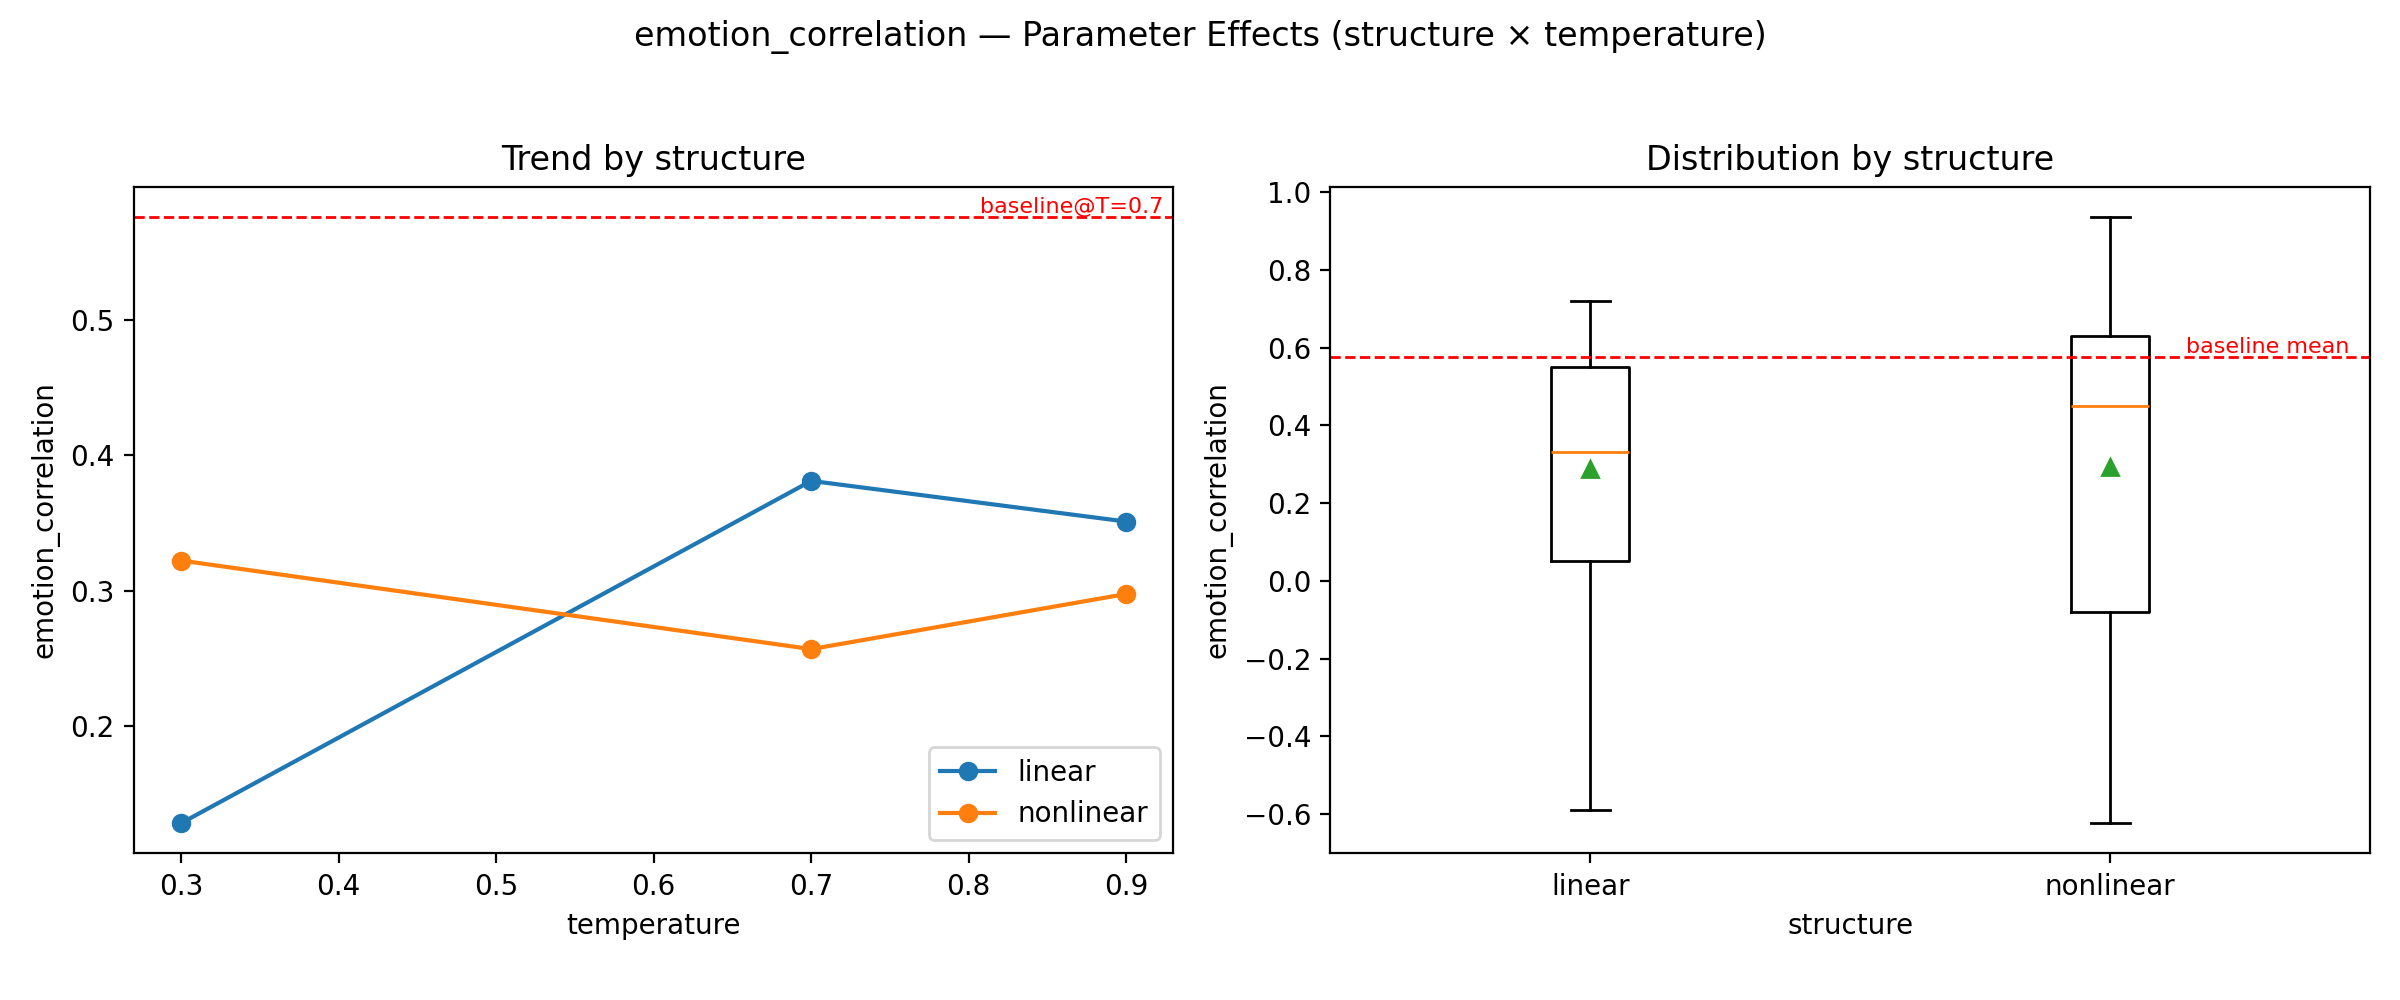 emotion_correlation — Parameter Effects (structure × temperature)
Trend by structure
baseline@T=0.7
0.5
0.4
0.3
0.2
emotion_correlation
linear
nonlinear
0.3 0.4 0.5 0.6 0.7 0.8 0.9
temperature
Distribution by structure
1.0
0.8
0.6
0.4
0.2
0.0
−0.2
−0.4
−0.6
emotion_correlation
baseline mean
linear nonlinear
structure